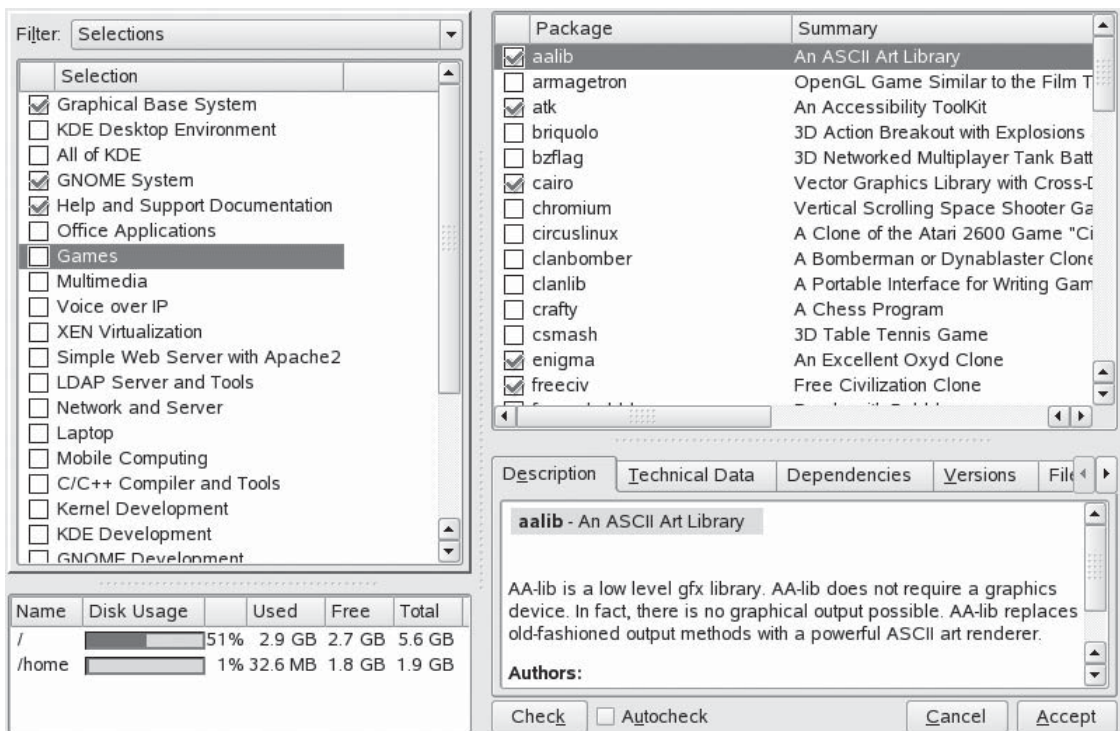 Filter: Selections
Selection
Graphical Base System
KDE Desktop Environment
All of KDE
GNOME System
Help and Support Documentation
Office Applications
Games
Multimedia
Voice over IP
XEN Virtualization
Simple Web Server with Apache2
LDAP Server and Tools
Network and Server
Laptop
Mobile Computing
C/C++ Compiler and Tools
Kernel Development
KDE Development
GNOME Development
Name Disk Usage Used Free Total
/ 51% 2.9 GB 2.7 GB 5.6 GB
/home 1% 32.6 MB 1.8 GB 1.9 GB
Package Summary
aalib An ASCII Art Library
armagetron OpenGL Game Similar to the Film T
atk An Accessibility ToolKit
briquolo 3D Action Breakout with Explosions
bzflag 3D Networked Multiplayer Tank Batt
cairo Vector Graphics Library with Cross-D
chromium Vertical Scrolling Space Shooter Ga
circuslinux A Clone of the Atari 2600 Game "Ci
clanbomber A Bomberman or Dynablaster Clone
clanlib A Portable Interface for Writing Gam
crafty A Chess Program
csmash 3D Table Tennis Game
enigma An Excellent Oxyd Clone
freeciv Free Civilization Clone
Description Technical Data Dependencies Versions File
aalib - An ASCII Art Library
AA-lib is a low level gfx library. AA-lib does not require a graphics
device. In fact, there is no graphical output possible. AA-lib replaces
old-fashioned output methods with a powerful ASCII art renderer.
Authors:
Check Autocheck Cancel Accept